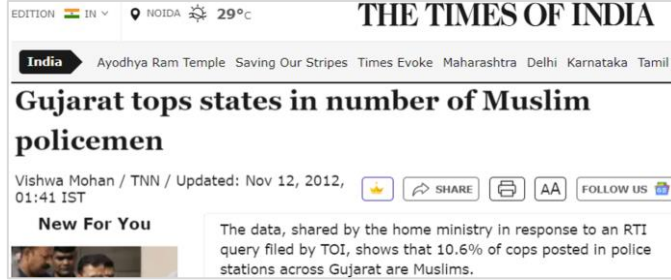 EDITION IN NOIDA 29°C THE TIMES OF INDIA
India Ayodhya Ram Temple Saving Our Stripes Times Evoke Maharashtra Delhi Karnataka Tamil
Gujarat tops states in number of Muslim
policemen
Vishwa Mohan / TNN / Updated: Nov 12, 2012,
01:41 IST
SHARE AA FOLLOW US
New For You
The data, shared by the home ministry in response to an RTI
query filed by TOI, shows that 10.6% of cops posted in police
stations across Gujarat are Muslims.